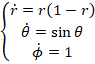 ṙ = r(1 − r)
θ̇ = sin θ
ϕ̇ = 1